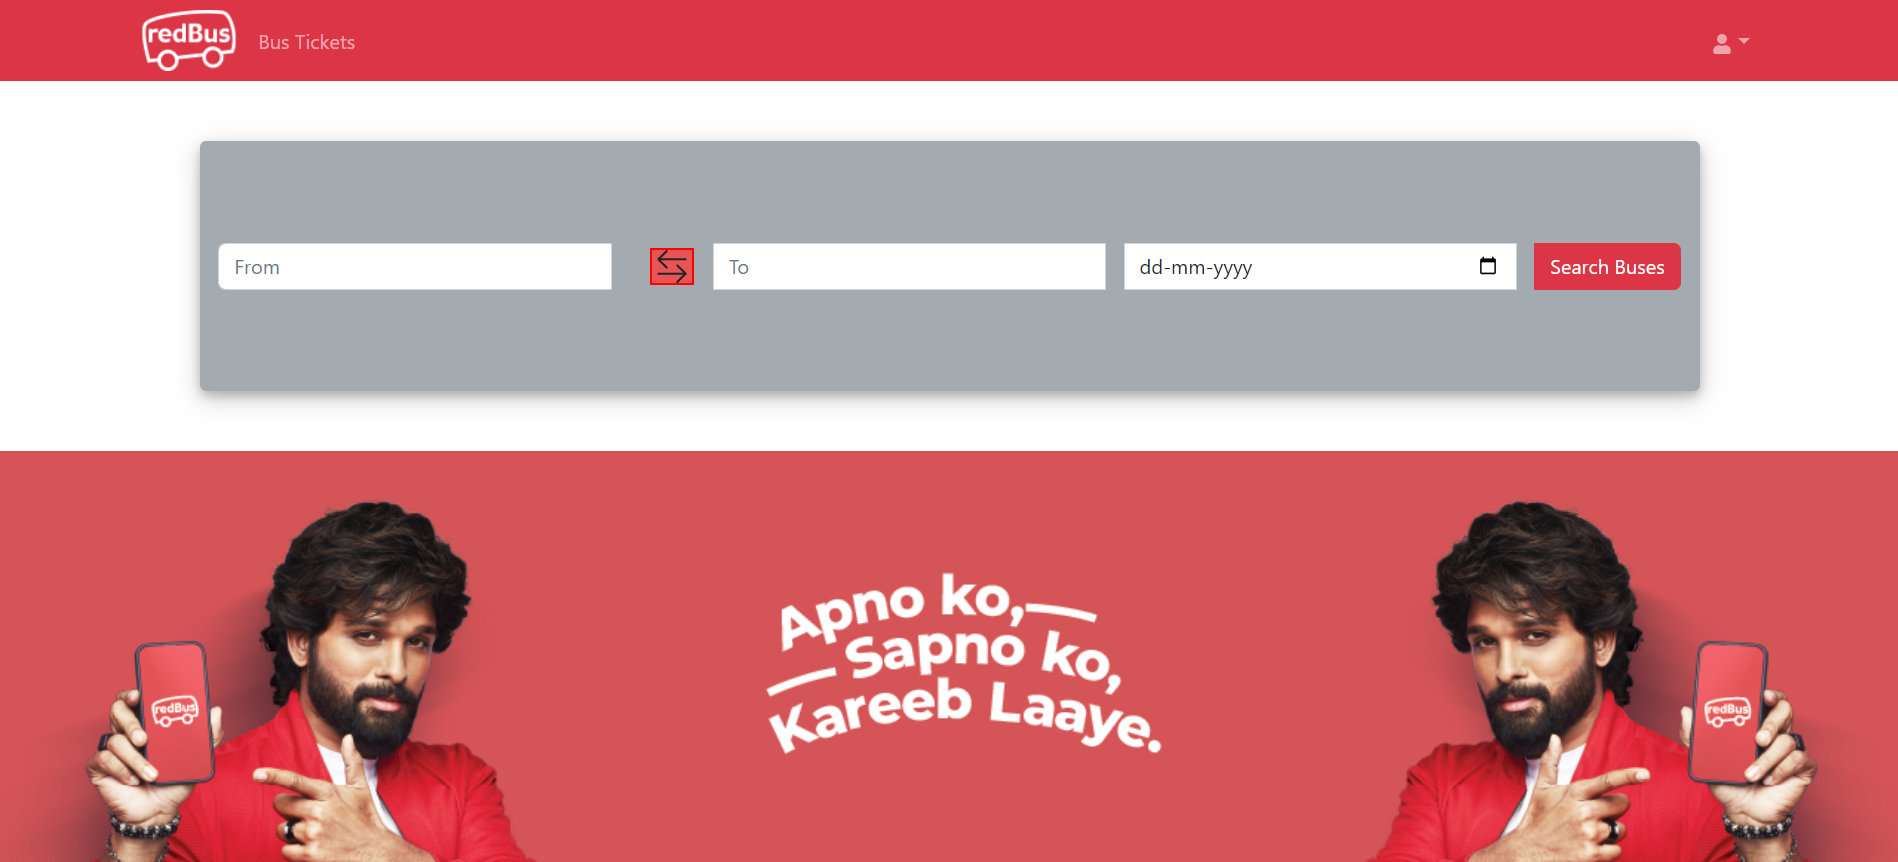 redBus
Bus Tickets
From
To
dd-mm-yyyy
Search Buses
Apno ko,
Sapno ko,
Kareeb Laaye.
redBus
redBus